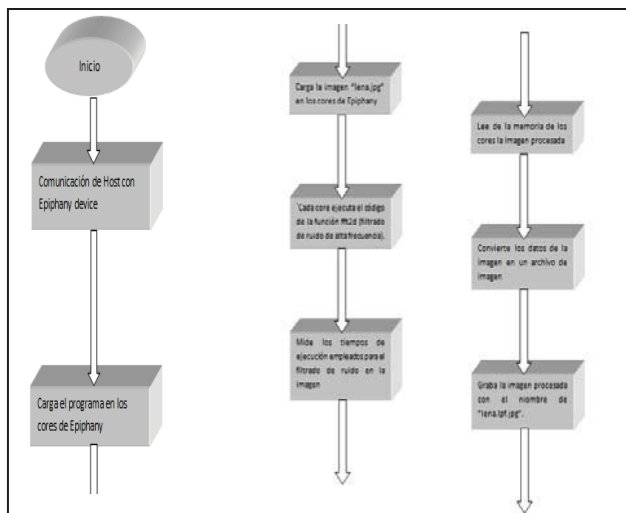 Inicio
Comunicación de Host con
Epiphany device
Carga el programa en los
cores de Epiphany
Carga la imagen "lena.jpg"
en los cores de Epiphany
`Cada core ejecuta el código
de la función fft2d (filtrado
de ruido de alta frecuencia).
Mide los tiempos de
ejecución empleados para el
filtrado de ruido en la
imagen
Lee de la memoria de los
cores la imagen procesada
Convierte los datos de la
imagen en un archivo de
imagen
Graba la imagen procesada
con el niombre de
"lena.lpf.jpg".